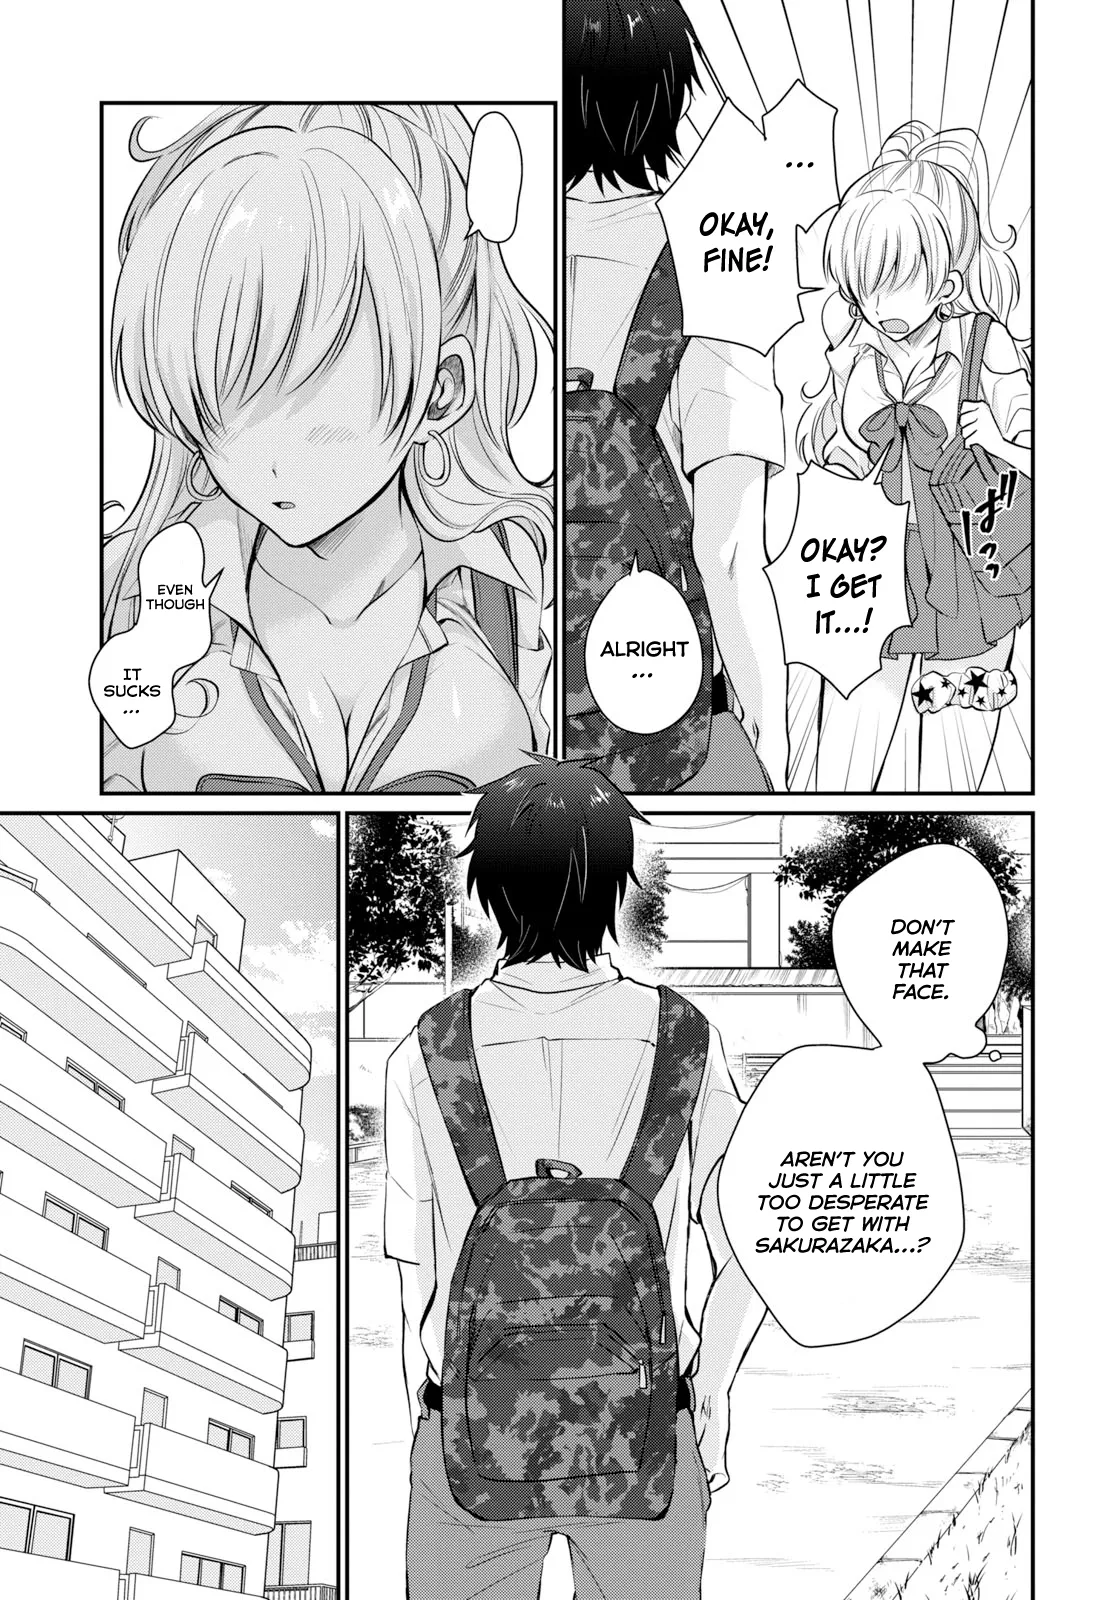 ...
OKAY,
FINE!
OKAY?
I GET
IT...!
ALRIGHT
...
EVEN
THOUGH
IT
SUCKS
...
DON'T
MAKE
THAT
FACE.
AREN'T YOU
JUST A LITTLE
TOO DESPERATE
TO GET WITH
SAKURAZAKA...?